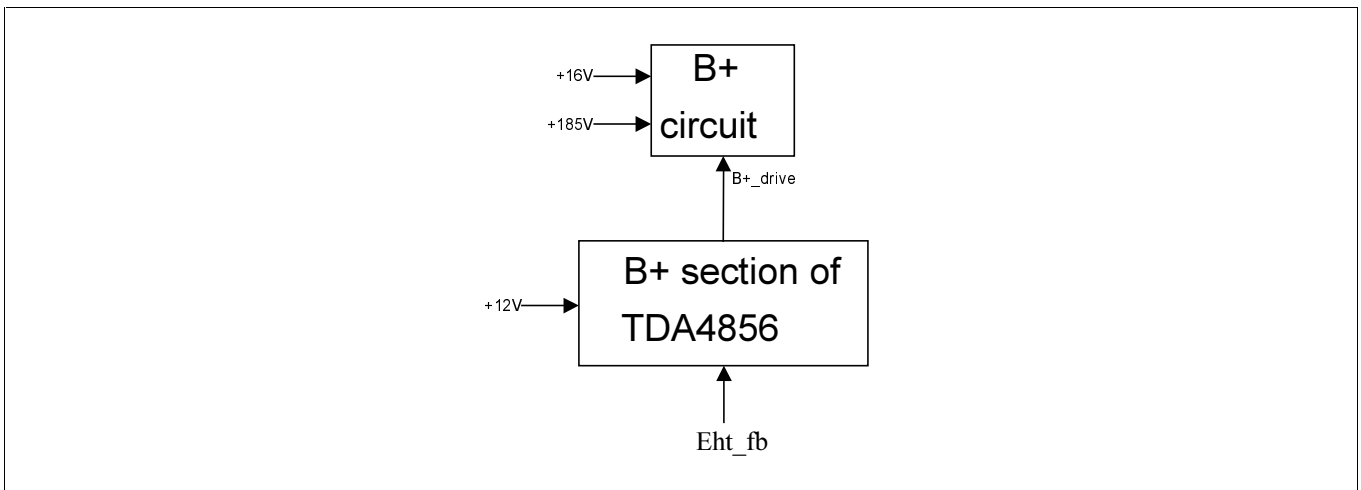 B+
+16V
+185V
circuit
B+_drive
B+ section of
+12V
TDA4856
Eht_fb